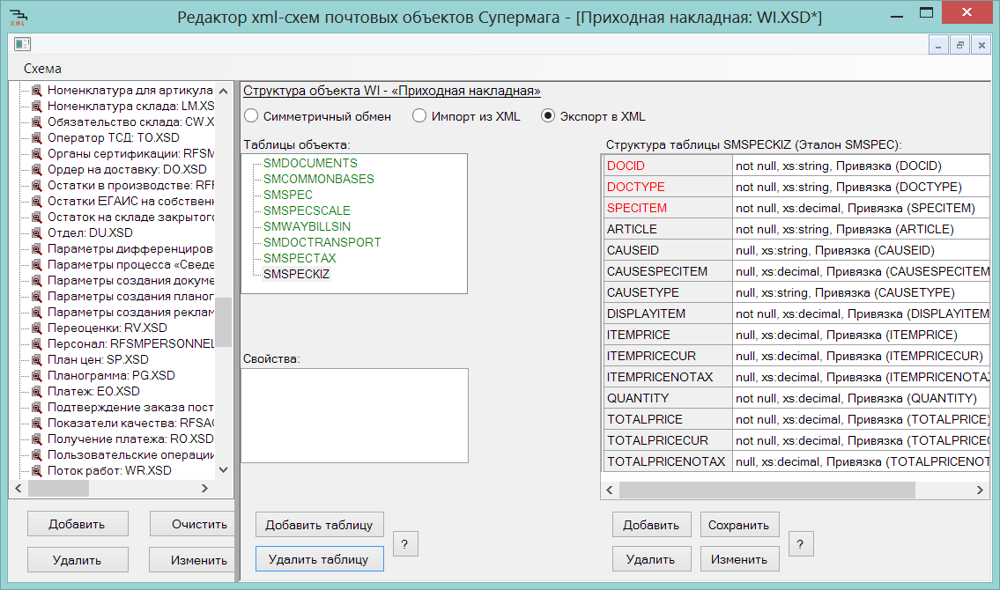 XML
Редактор xml-схем почтовых объектов Супермага - [Приходная накладная: WI.XSD*]
Схема
Номенклатура для артикула
Номенклатура склада: LM.XS
Обязательство склада: CW.X
Оператор ТСД: TO.XSD
Органы сертификации: RFSM
Ордер на доставку: DO.XSD
Остатки в производстве: RFF
Остатки ЕГАИС на собствен
Остаток на складе закрытого
Отдел: DU.XSD
Параметры дифференциров
Параметры процесса «Сведе
Параметры создания докуме
Параметры создания планог
Параметры создания реклам
Переоценки: RV.XSD
Персонал: RFSMPERSONNEL
План цен: SP.XSD
Планограмма: PG.XSD
Платеж: EO.XSD
Подтверждение заказа пост
Показатели качества: RFSAC
Получение платежа: RO.XSD
Пользовательские операции
Поток работ: WR.XSD
Добавить
Очистить
Удалить
Изменить
Структура объекта WI - «Приходная накладная»
Симметричный обмен
Импорт из XML
Экспорт в XML
Таблицы объекта:
SMDOCUMENTS
SMCOMMONBASES
SMSPEC
SMSPECSCALE
SMWAYBILLSIN
SMDOCTRANSPORT
SMSPECTAX
SMSPECKIZ
Свойства:
Добавить таблицу
Удалить таблицу
?
Структура таблицы SMSPECKIZ (Эталон SMSPEC):
DOCID not null, xs:string, Привязка (DOCID)
DOCTYPE not null, xs:string, Привязка (DOCTYPE)
SPECITEM not null, xs:decimal, Привязка (SPECITEM)
ARTICLE not null, xs:string, Привязка (ARTICLE)
CAUSEID null, xs:string, Привязка (CAUSEID)
CAUSESPECITEM null, xs:decimal, Привязка (CAUSESPECITEM
CAUSETYPE null, xs:string, Привязка (CAUSETYPE)
DISPLAYITEM not null, xs:decimal, Привязка (DISPLAYITEM
ITEMPRICE null, xs:decimal, Привязка (ITEMPRICE)
ITEMPRICECUR null, xs:decimal, Привязка (ITEMPRICECUR)
ITEMPRICENOTAX null, xs:decimal, Привязка (ITEMPRICENOTA
QUANTITY not null, xs:decimal, Привязка (QUANTITY)
TOTALPRICE not null, xs:decimal, Привязка (TOTALPRICE)
TOTALPRICECUR not null, xs:decimal, Привязка (TOTALPRICE
TOTALPRICENOTAX null, xs:decimal, Привязка (TOTALPRICENOT
Добавить
Сохранить
Удалить
Изменить
?